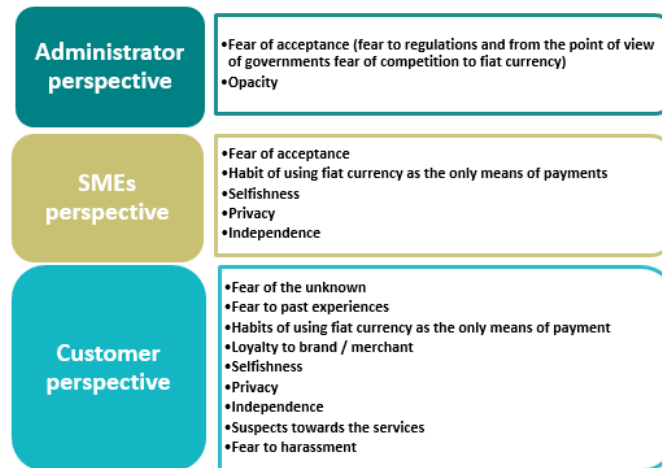 Administrator
perspective
•Fear of acceptance (fear to regulations and from the point of view
of governments fear of competition to fiat currency)
•Opacity
SMEs
perspective
•Fear of acceptance
•Habit of using fiat currency as the only means of payments
•Selfishness
•Privacy
•Independence
Customer
perspective
•Fear of the unknown
•Fear to past experiences
•Habits of using fiat currency as the only means of payment
•Loyalty to brand / merchant
•Selfishness
•Privacy
•Independence
•Suspects towards the services
•Fear to harassment